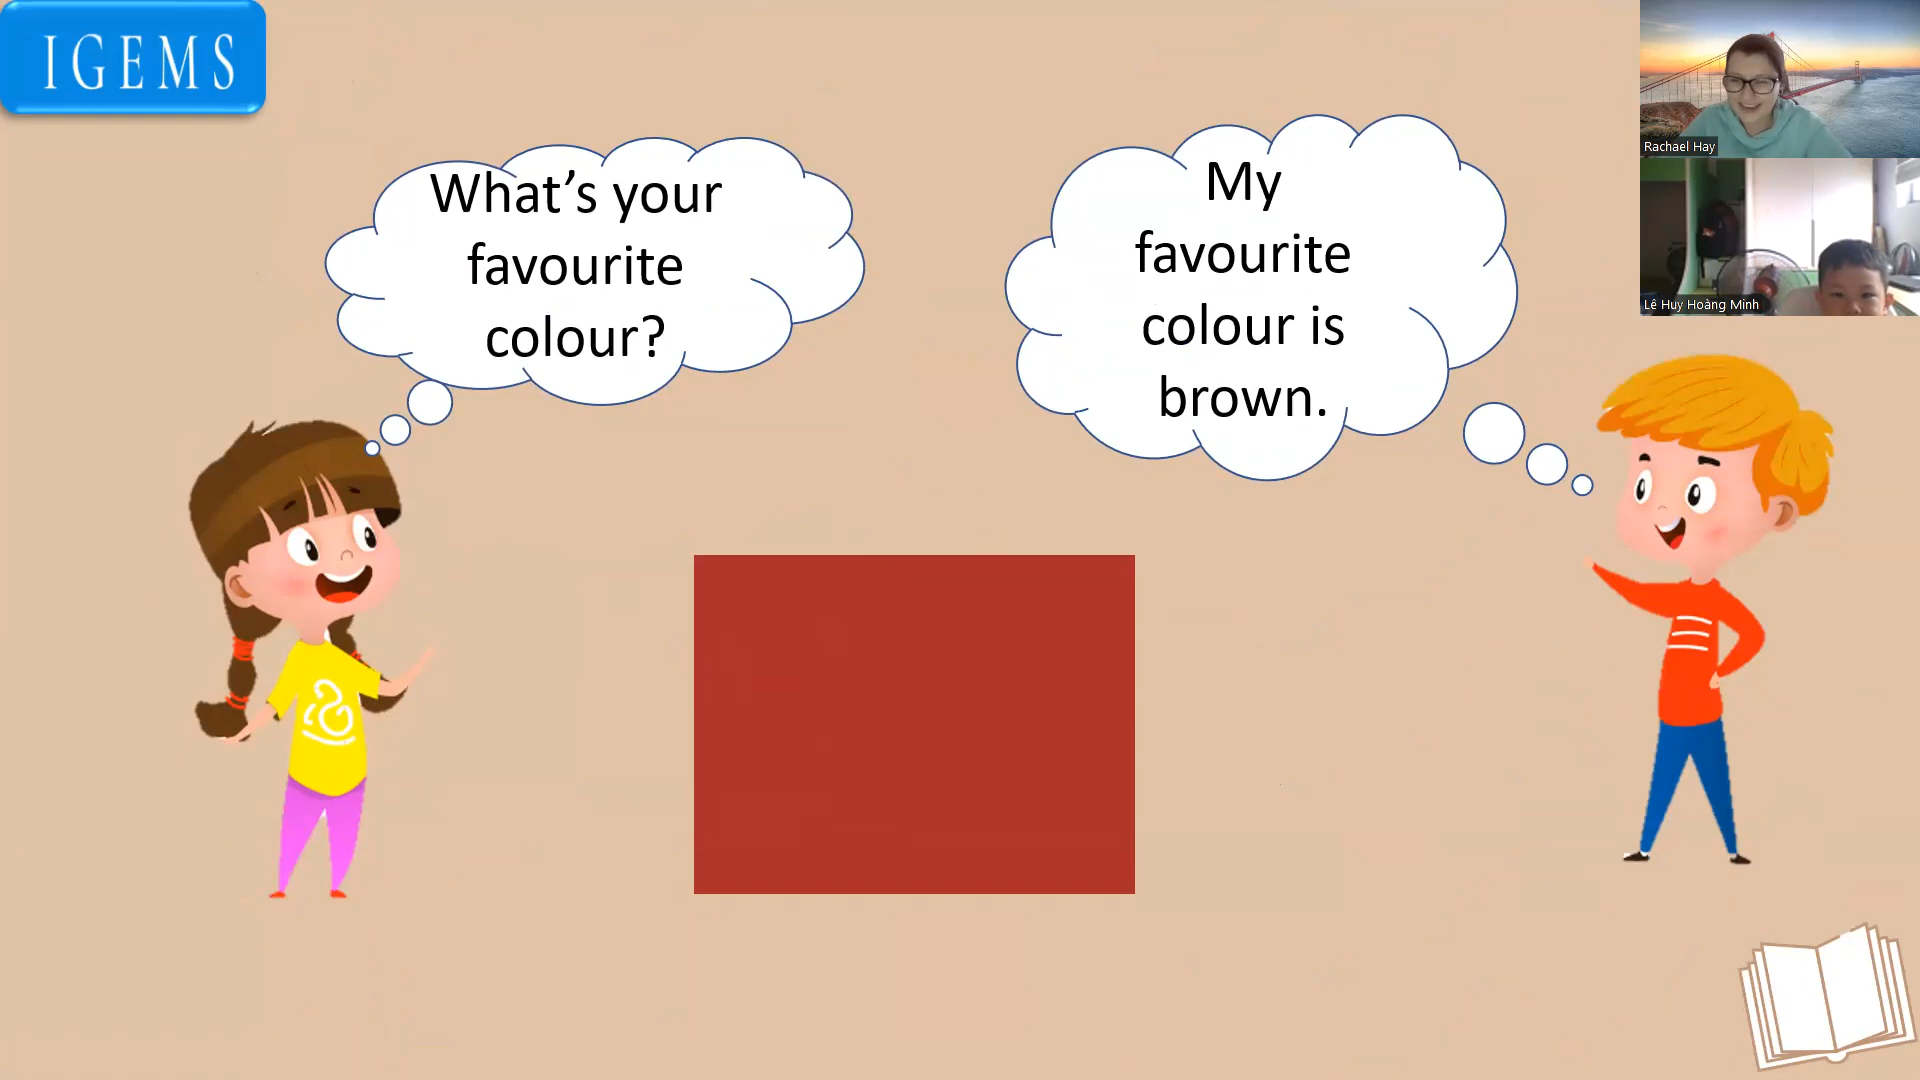 IGEMS
What’s your
favourite
colour?
My
favourite
colour is
brown.
Rachael Hay
Lê Huy Hoàng Minh